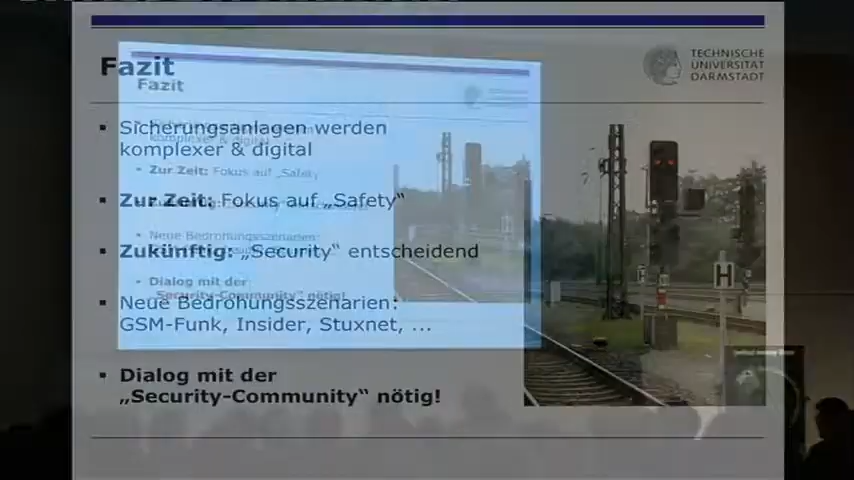 Fazit
TECHNISCHE
UNIVERSITÄT
DARMSTADT
Sicherungsanlagen werden
komplexer & digital
Zur Zeit: Fokus auf „Safety“
Zukünftig: „Security“ entscheidend
Neue Bedrohungsszenarien:
GSM-Funk, Insider, Stuxnet, ...
Dialog mit der
„Security-Community“ nötig!
H
Fazit
komplexer & digital
Zur Zeit: Fokus auf „Safety
Neue Bedrohungsszenarien:
Dialog mit der
„Security-Community“ nötig!